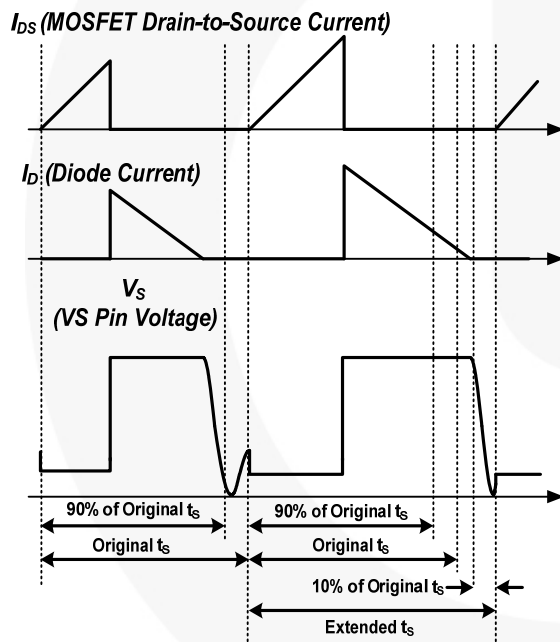 IDS (MOSFET Drain-to-Source Current)
ID (Diode Current)
VS
(VS Pin Voltage)
90% of Original tS
90% of Original tS
Original tS
Original tS
10% of Original tS
Extended tS